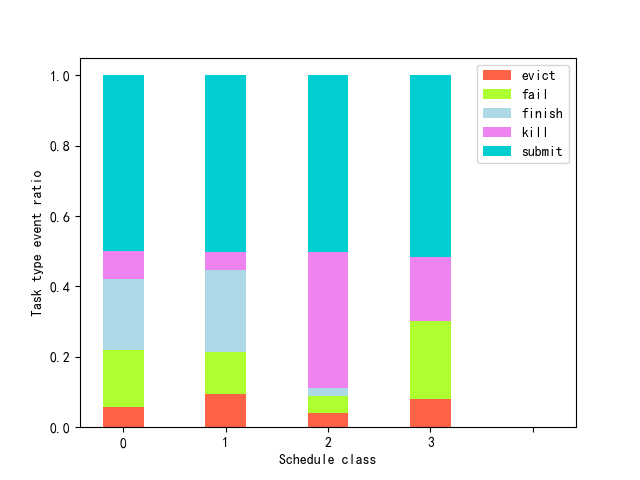 Task type event ratio
1.0
0.8
0.6
0.4
0.2
0.0
0 1 2 3
Schedule class
evict
fail
finish
kill
submit